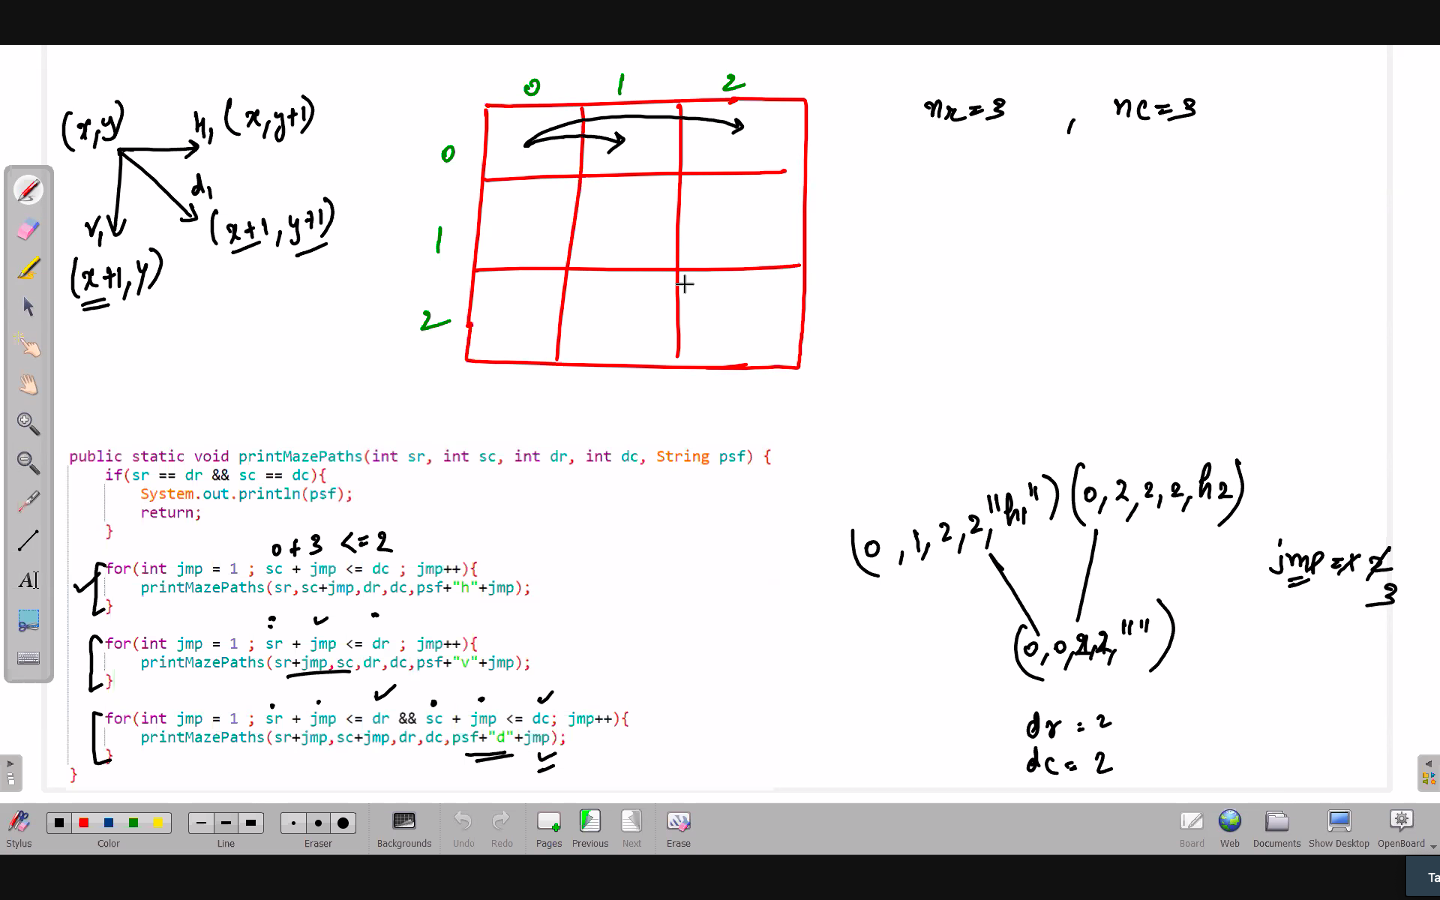 0 1 2
nr=3 , nc=3
(x,y) h1 (x,y+1)
0
d1
v1 (x+1,y+1)
1
(x+1,y)
2
public static void printMazePaths(int sr, int sc, int dr, int dc, String psf) {
if(sr == dr && sc == dc){
System.out.println(psf);
return;
}
0 + 3 <= 2
for(int jmp = 1 ; sc + jmp <= dc ; jmp++){
printMazePaths(sr,sc+jmp,dr,dc,psf+"h"+jmp);
}
for(int jmp = 1 ; sr + jmp <= dr ; jmp++){
printMazePaths(sr+jmp,sc,dr,dc,psf+"v"+jmp);
}
for(int jmp = 1 ; sr + jmp <= dr && sc + jmp <= dc; jmp++){
printMazePaths(sr+jmp,sc+jmp,dr,dc,psf+"d"+jmp);
}
}
(0,1,2,2,"h1") (0,2,2,2,h2)
jmp = 1 2
3
(0,0,2,2,"")
dr = 2
dc = 2
Stylus Color Line Eraser Backgrounds Undo Redo Pages Previous Next Erase Board Web Documents Show Desktop OpenBoard
Ta